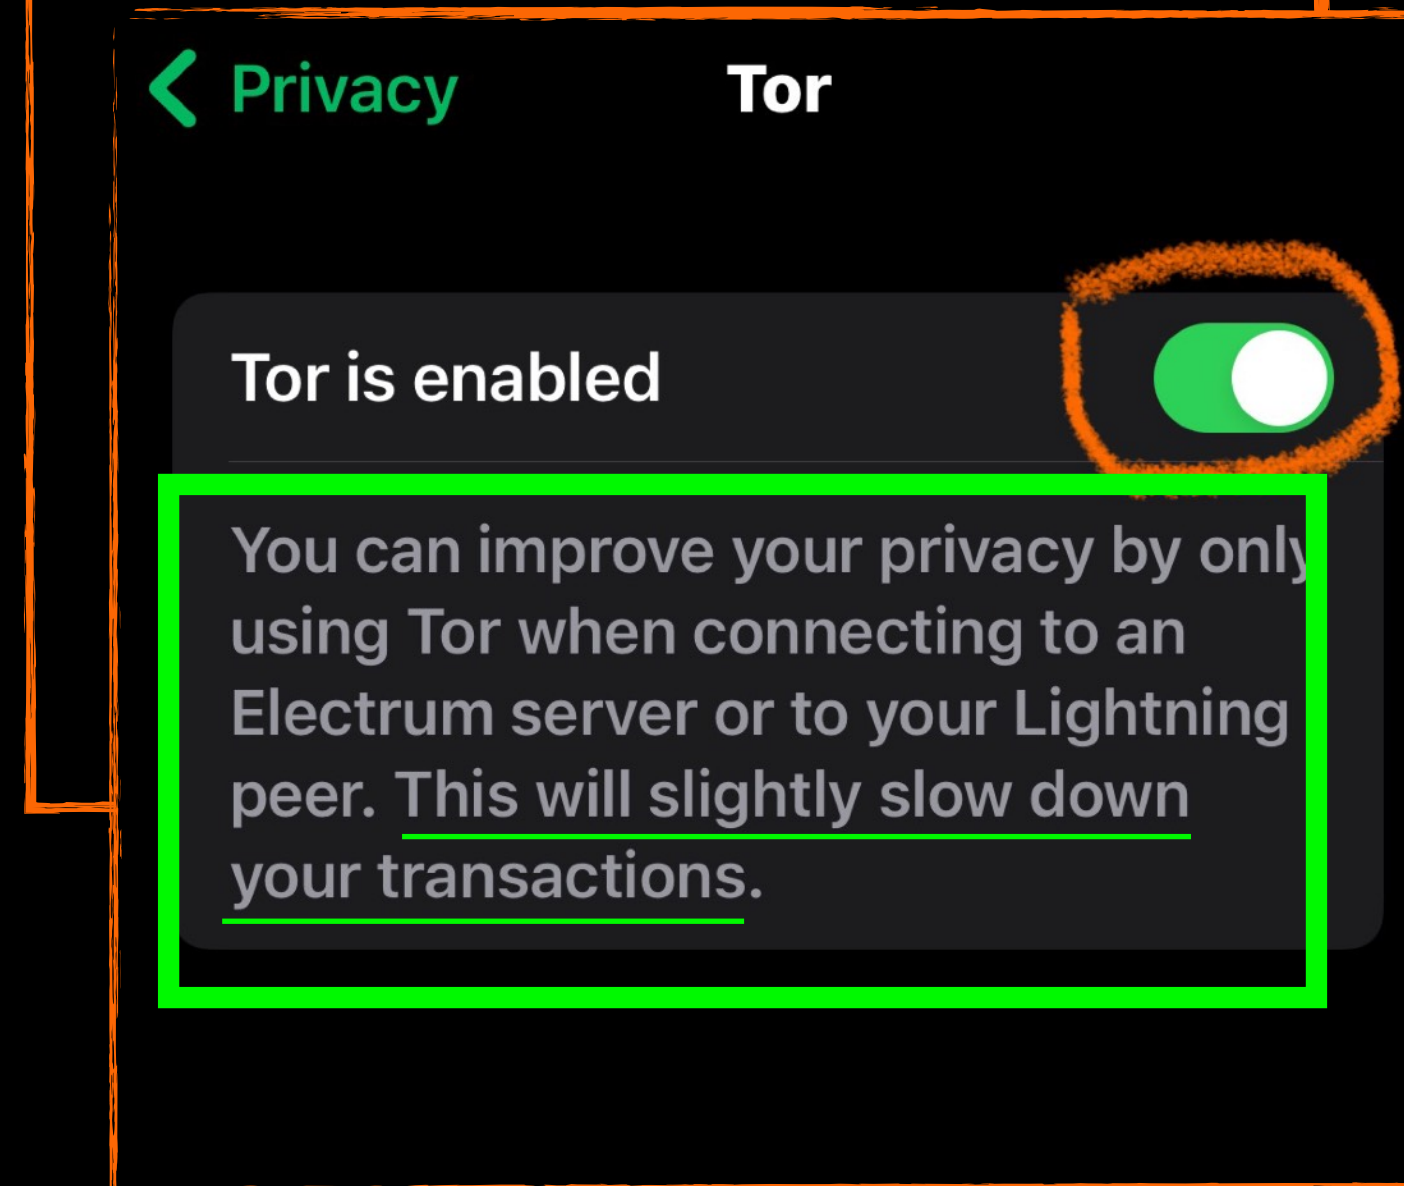 Privacy
Tor
Tor is enabled
You can improve your privacy by only
using Tor when connecting to an
Electrum server or to your Lightning
peer. This will slightly slow down
your transactions.